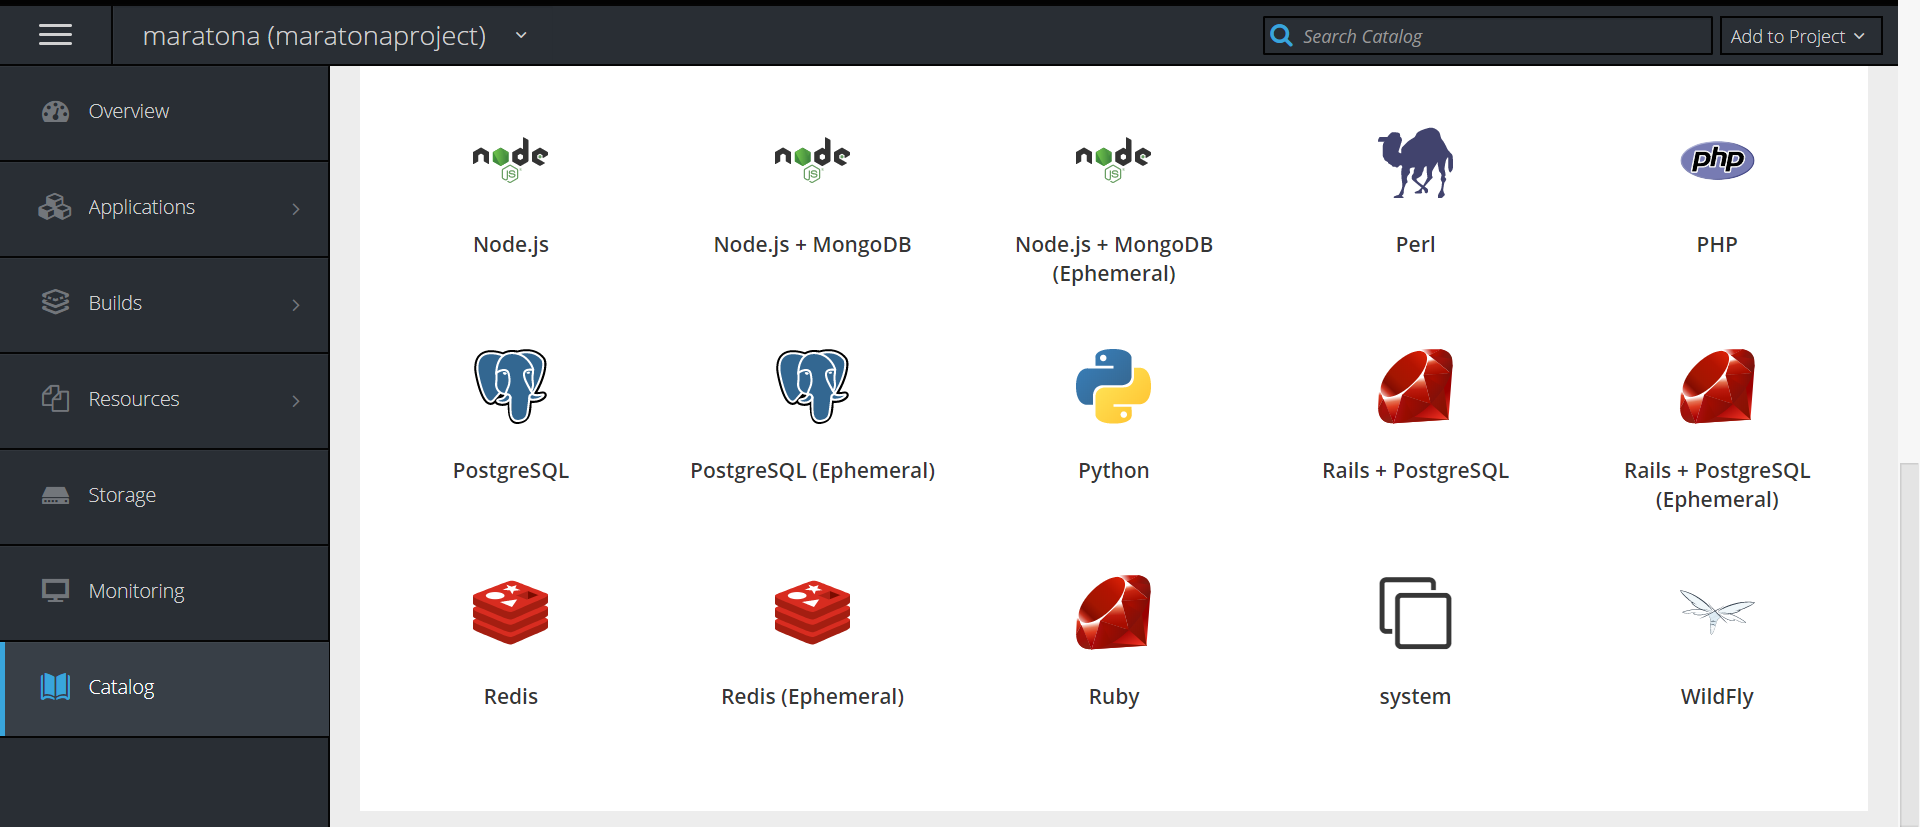 maratona (maratonaproject)
Search Catalog
Add to Project
Overview
Applications
Builds
Resources
Storage
Monitoring
Catalog
node
JS
node
JS
node
JS
php
Node.js
Node.js + MongoDB
Node.js + MongoDB
(Ephemeral)
Perl
PHP
PostgreSQL
PostgreSQL (Ephemeral)
Python
Rails + PostgreSQL
Rails + PostgreSQL
(Ephemeral)
Redis
Redis (Ephemeral)
Ruby
system
WildFly